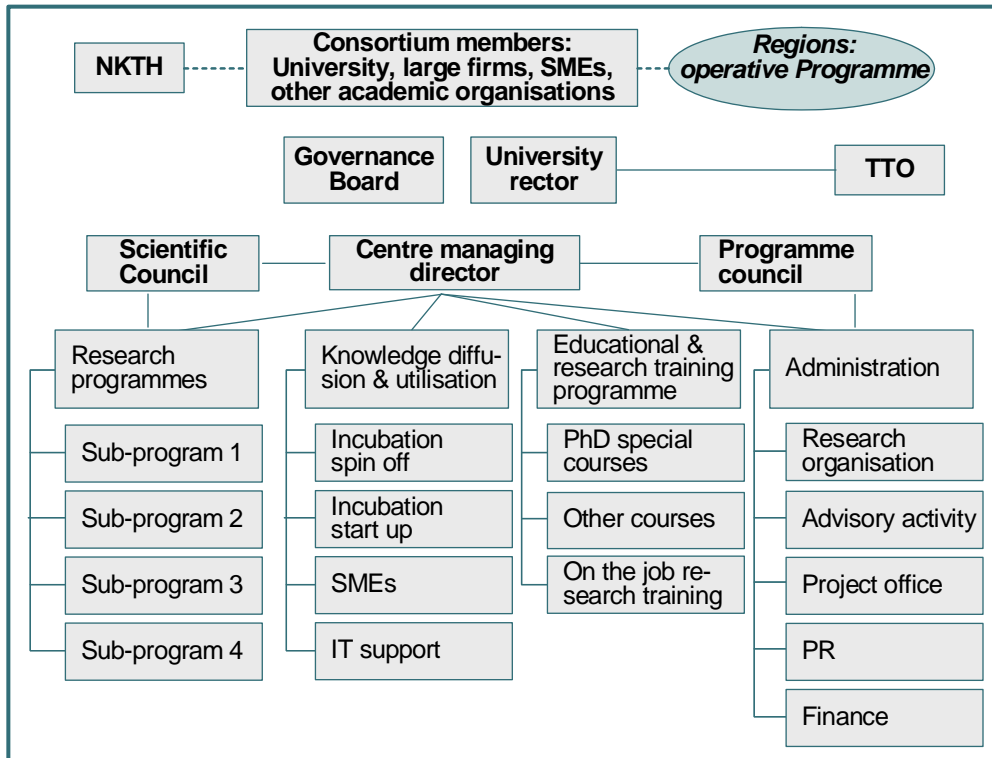 NKTH
Consortium members:
University, large firms, SMEs,
other academic organisations
Regions:
operative Programme
Governance
Board
University
rector
TTO
Scientific
Council
Centre managing
director
Programme
council
Research
programmes
Knowledge diffu-
sion & utilisation
Educational &
research training
programme
Administration
Sub-program 1
Sub-program 2
Sub-program 3
Sub-program 4
Incubation
spin off
Incubation
start up
SMEs
IT support
PhD special
courses
Other courses
On the job re-
search training
Research
organisation
Advisory activity
Project office
PR
Finance